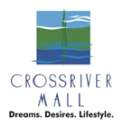 CROSSRIVER
MALL
Dreams. Desires. Lifestyle.